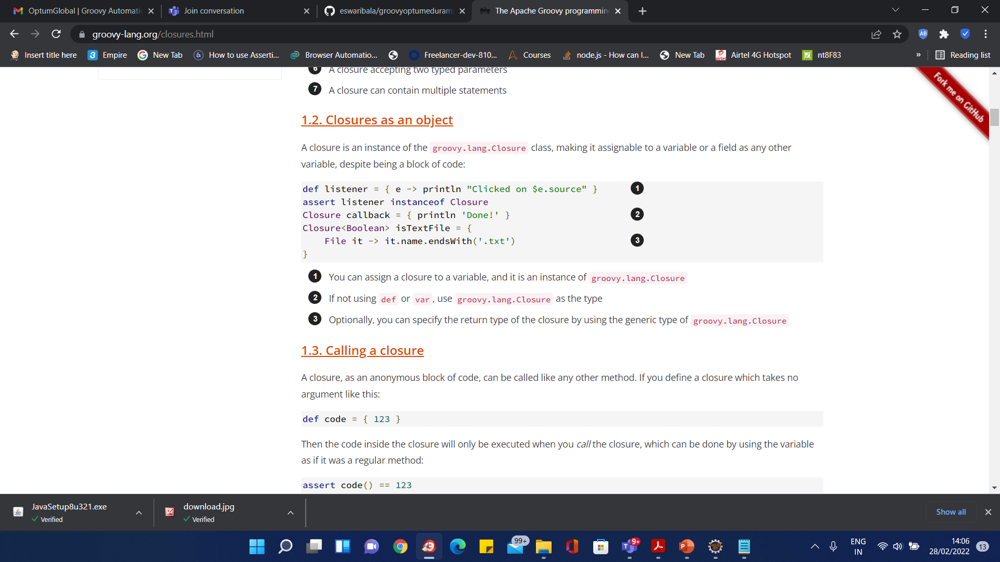 OptumGlobal | Groovy Automatic
Join conversation
eswaribala/groovyoptumeduram
The Apache Groovy programmin
groovy-lang.org/closures.html
AB
Insert title here
Empire
New Tab
How to use Asserti...
Browser Automatio...
Freelancer-dev-810...
Courses
node.js - How can I...
New Tab
airtel
Airtel 4G Hotspot
nt8F83
»
Reading list
Fork me on GitHub
6 A closure accepting two typed parameters
7 A closure can contain multiple statements
1.2. Closures as an object
A closure is an instance of the groovy.lang.Closure class, making it assignable to a variable or a field as any other
variable, despite being a block of code:
def listener = { e -> println "Clicked on $e.source" } 1
assert listener instanceof Closure
Closure callback = { println 'Done!' } 2
Closure<Boolean> isTextFile = {
File it -> it.name.endsWith('.txt') 3
}
1 You can assign a closure to a variable, and it is an instance of groovy.lang.Closure
2 If not using def or var , use groovy.lang.Closure as the type
3 Optionally, you can specify the return type of the closure by using the generic type of groovy.lang.Closure
1.3. Calling a closure
A closure, as an anonymous block of code, can be called like any other method. If you define a closure which takes no
argument like this:
def code = { 123 }
Then the code inside the closure will only be executed when you call the closure, which can be done by using the variable
as if it was a regular method:
assert code() == 123
JavaSetup8u321.exe
Verified
download.jpg
Verified
Show all
99+
9+
ENG
IN
14:06
28/02/2022
13